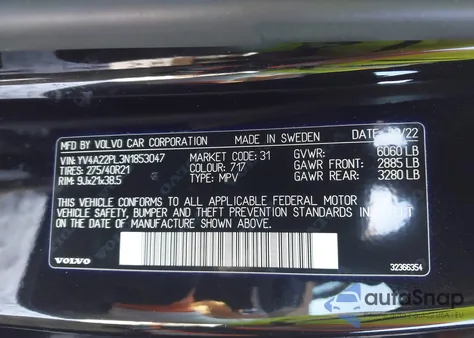 MFD BY VOLVO CAR CORPORATION MADE IN SWEDEN
VIN: YV4A22PL3N1853047 MARKET CODE: 31 GVWR: 6060 LB
TIRES: 275/40R21 COLOUR: 717 GAWR FRONT: 2885 LB
RIM: 9Jx21x38.5 TYPE: MPV GAWR REAR: 3280 LB
THIS VEHICLE CONFORMS TO ALL APPLICABLE FEDERAL MOTOR
VEHICLE SAFETY, BUMPER AND THEFT PREVENTION STANDARDS IN EFFECT
ON THE DATE OF MANUFACTURE SHOWN ABOVE.
VOLVO 32366354
autoSnap